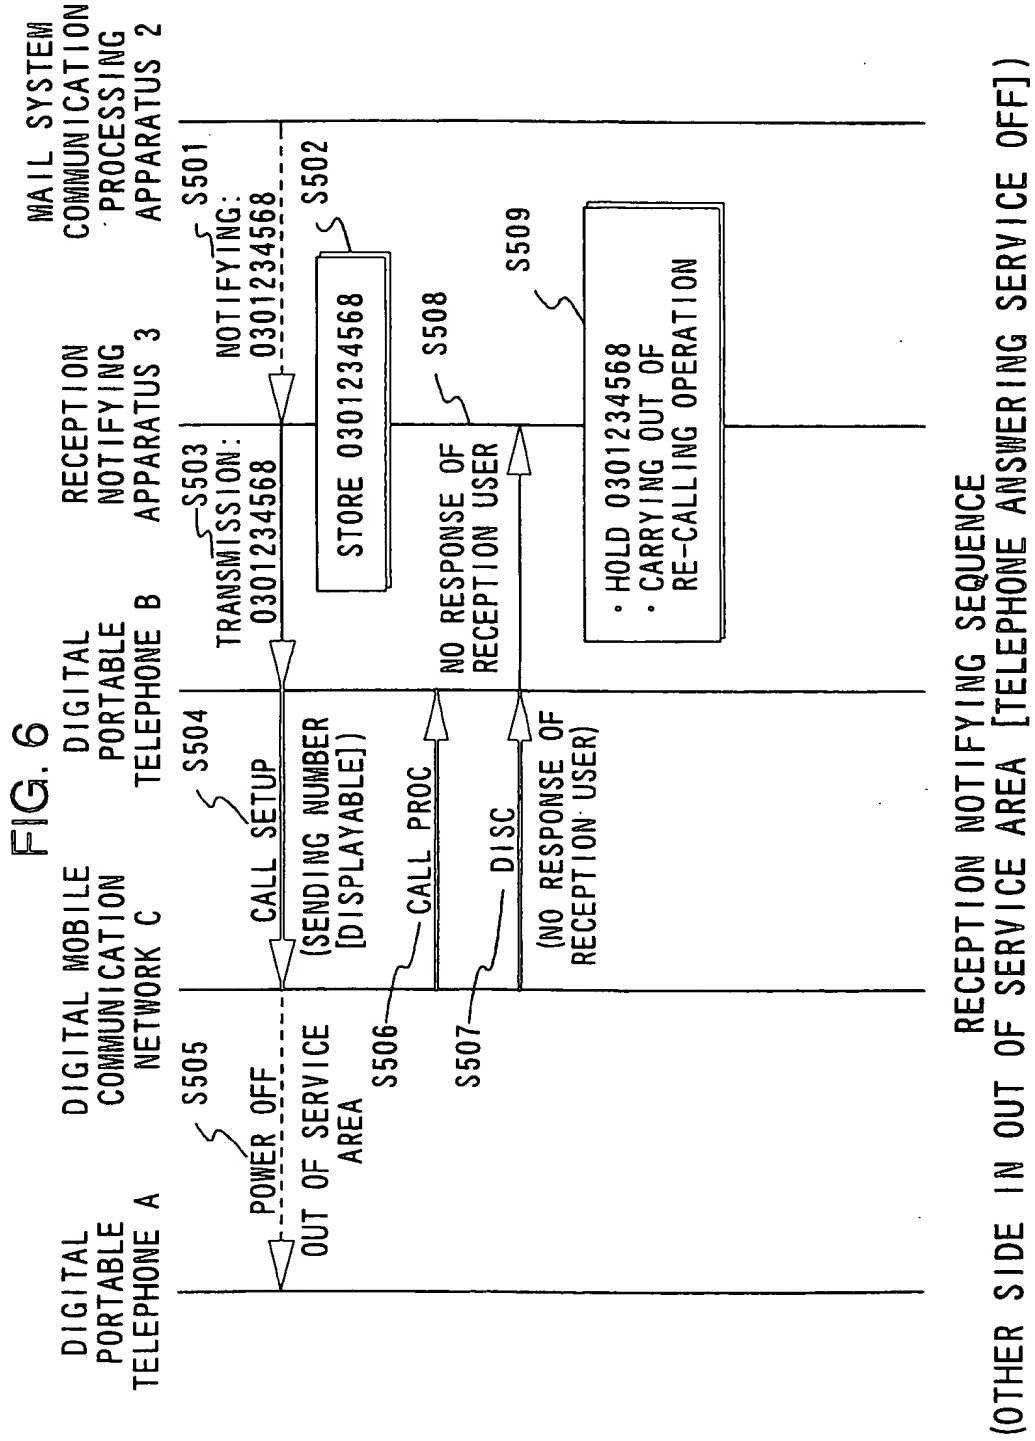 FIG. 6
DIGITAL
PORTABLE
TELEPHONE A
DIGITAL MOBILE
COMMUNICATION
NETWORK C
DIGITAL
PORTABLE
TELEPHONE B
RECEPTION
NOTIFYING
APPARATUS 3
MAIL SYSTEM
COMMUNICATION
PROCESSING
APPARATUS 2
S501
NOTIFYING:
0301234568
S502
STORE 0301234568
S503
TRANSMISSION:
0301234568
S504
CALL SETUP
(SENDING NUMBER
[DISPLAYABLE])
S505
POWER OFF
OUT OF SERVICE
AREA
S506
CALL PROC
S507
DISC
(NO RESPONSE OF
RECEPTION USER)
NO RESPONSE OF
RECEPTION USER
S508
S509
• HOLD 0301234568
• CARRYING OUT OF
RE-CALLING OPERATION
RECEPTION NOTIFYING SEQUENCE
(OTHER SIDE IN OUT OF SERVICE AREA [TELEPHONE ANSWERING SERVICE OFF])